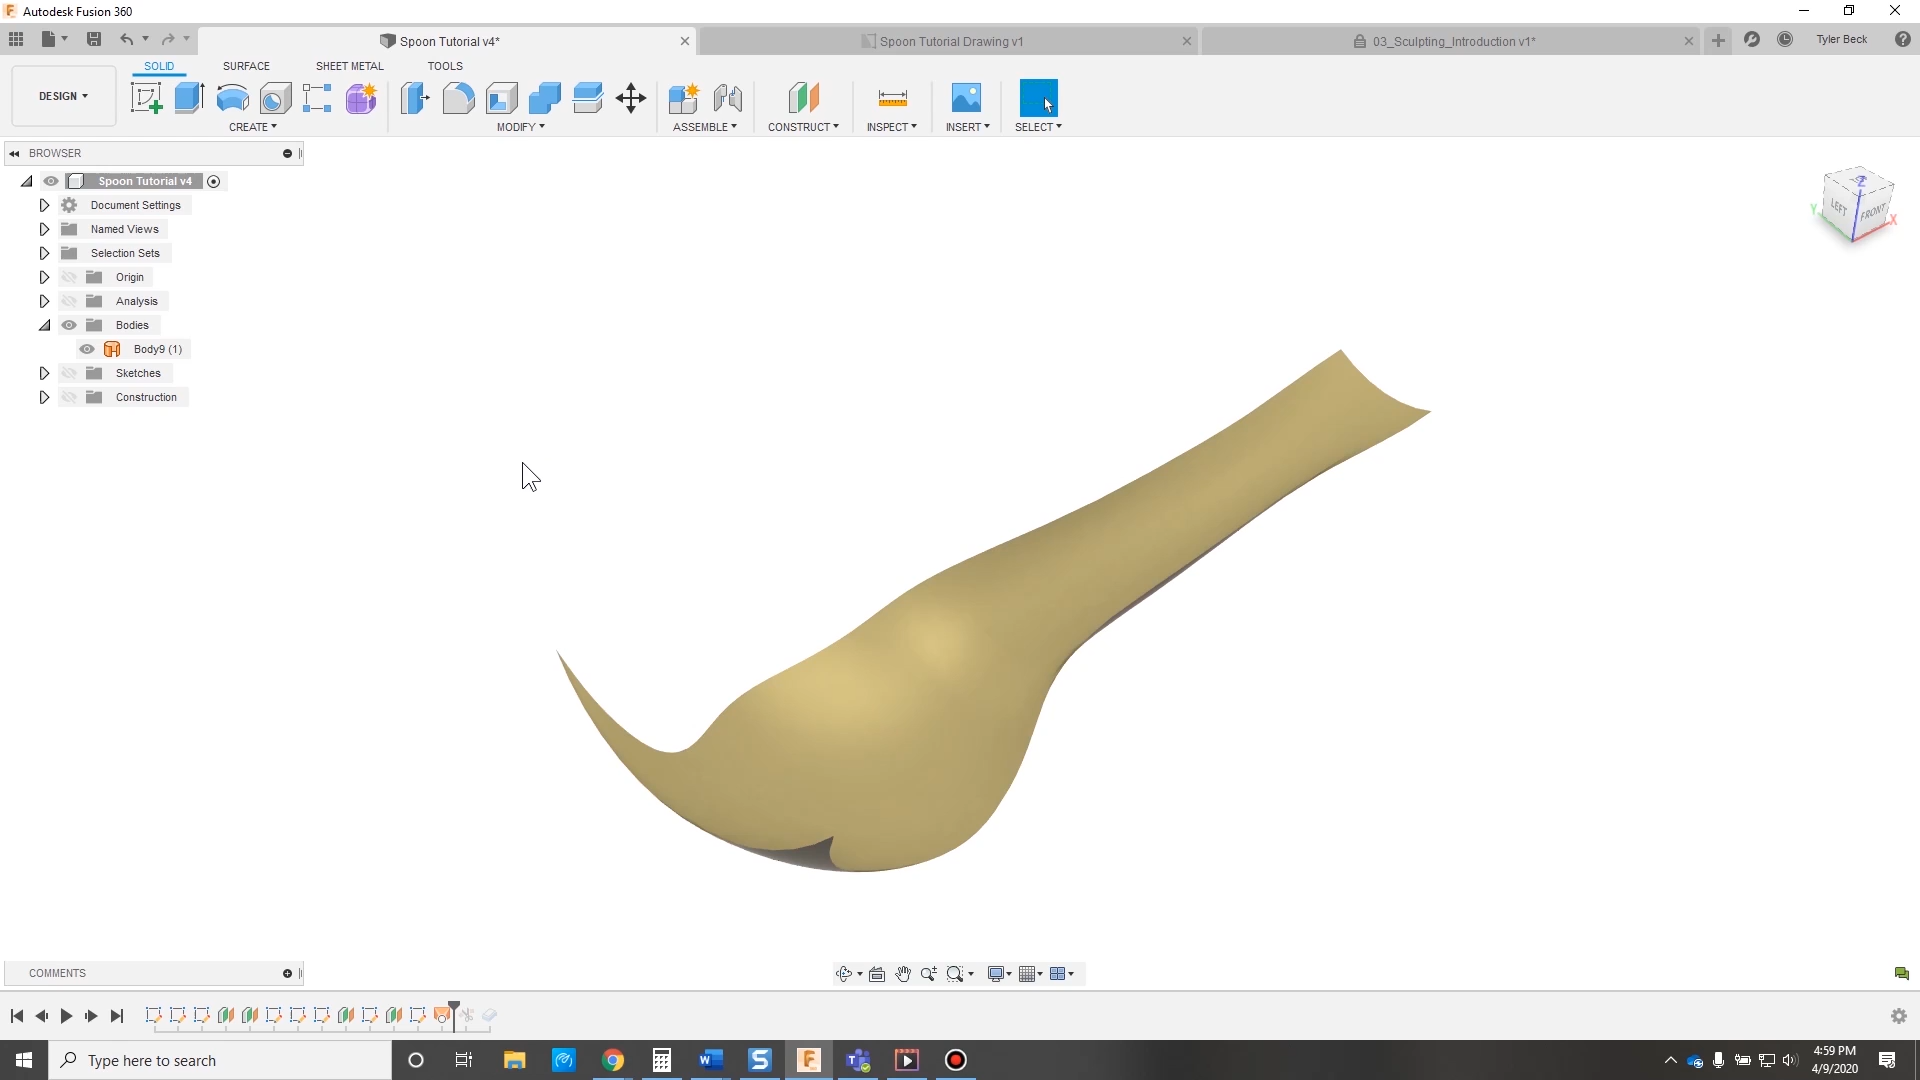 Autodesk Fusion 360
Spoon Tutorial v4*
Spoon Tutorial Drawing v1
03_Sculpting_Introduction v1*
Tyler Beck
SOLID
SURFACE
SHEET METAL
TOOLS
DESIGN
CREATE
MODIFY
ASSEMBLE
CONSTRUCT
INSPECT
INSERT
SELECT
BROWSER
Spoon Tutorial v4
Document Settings
Named Views
Selection Sets
Origin
Analysis
Bodies
Body9 (1)
Sketches
Construction
Z
LEFT
FRONT
Y
X
COMMENTS
Type here to search
4:59 PM
4/9/2020